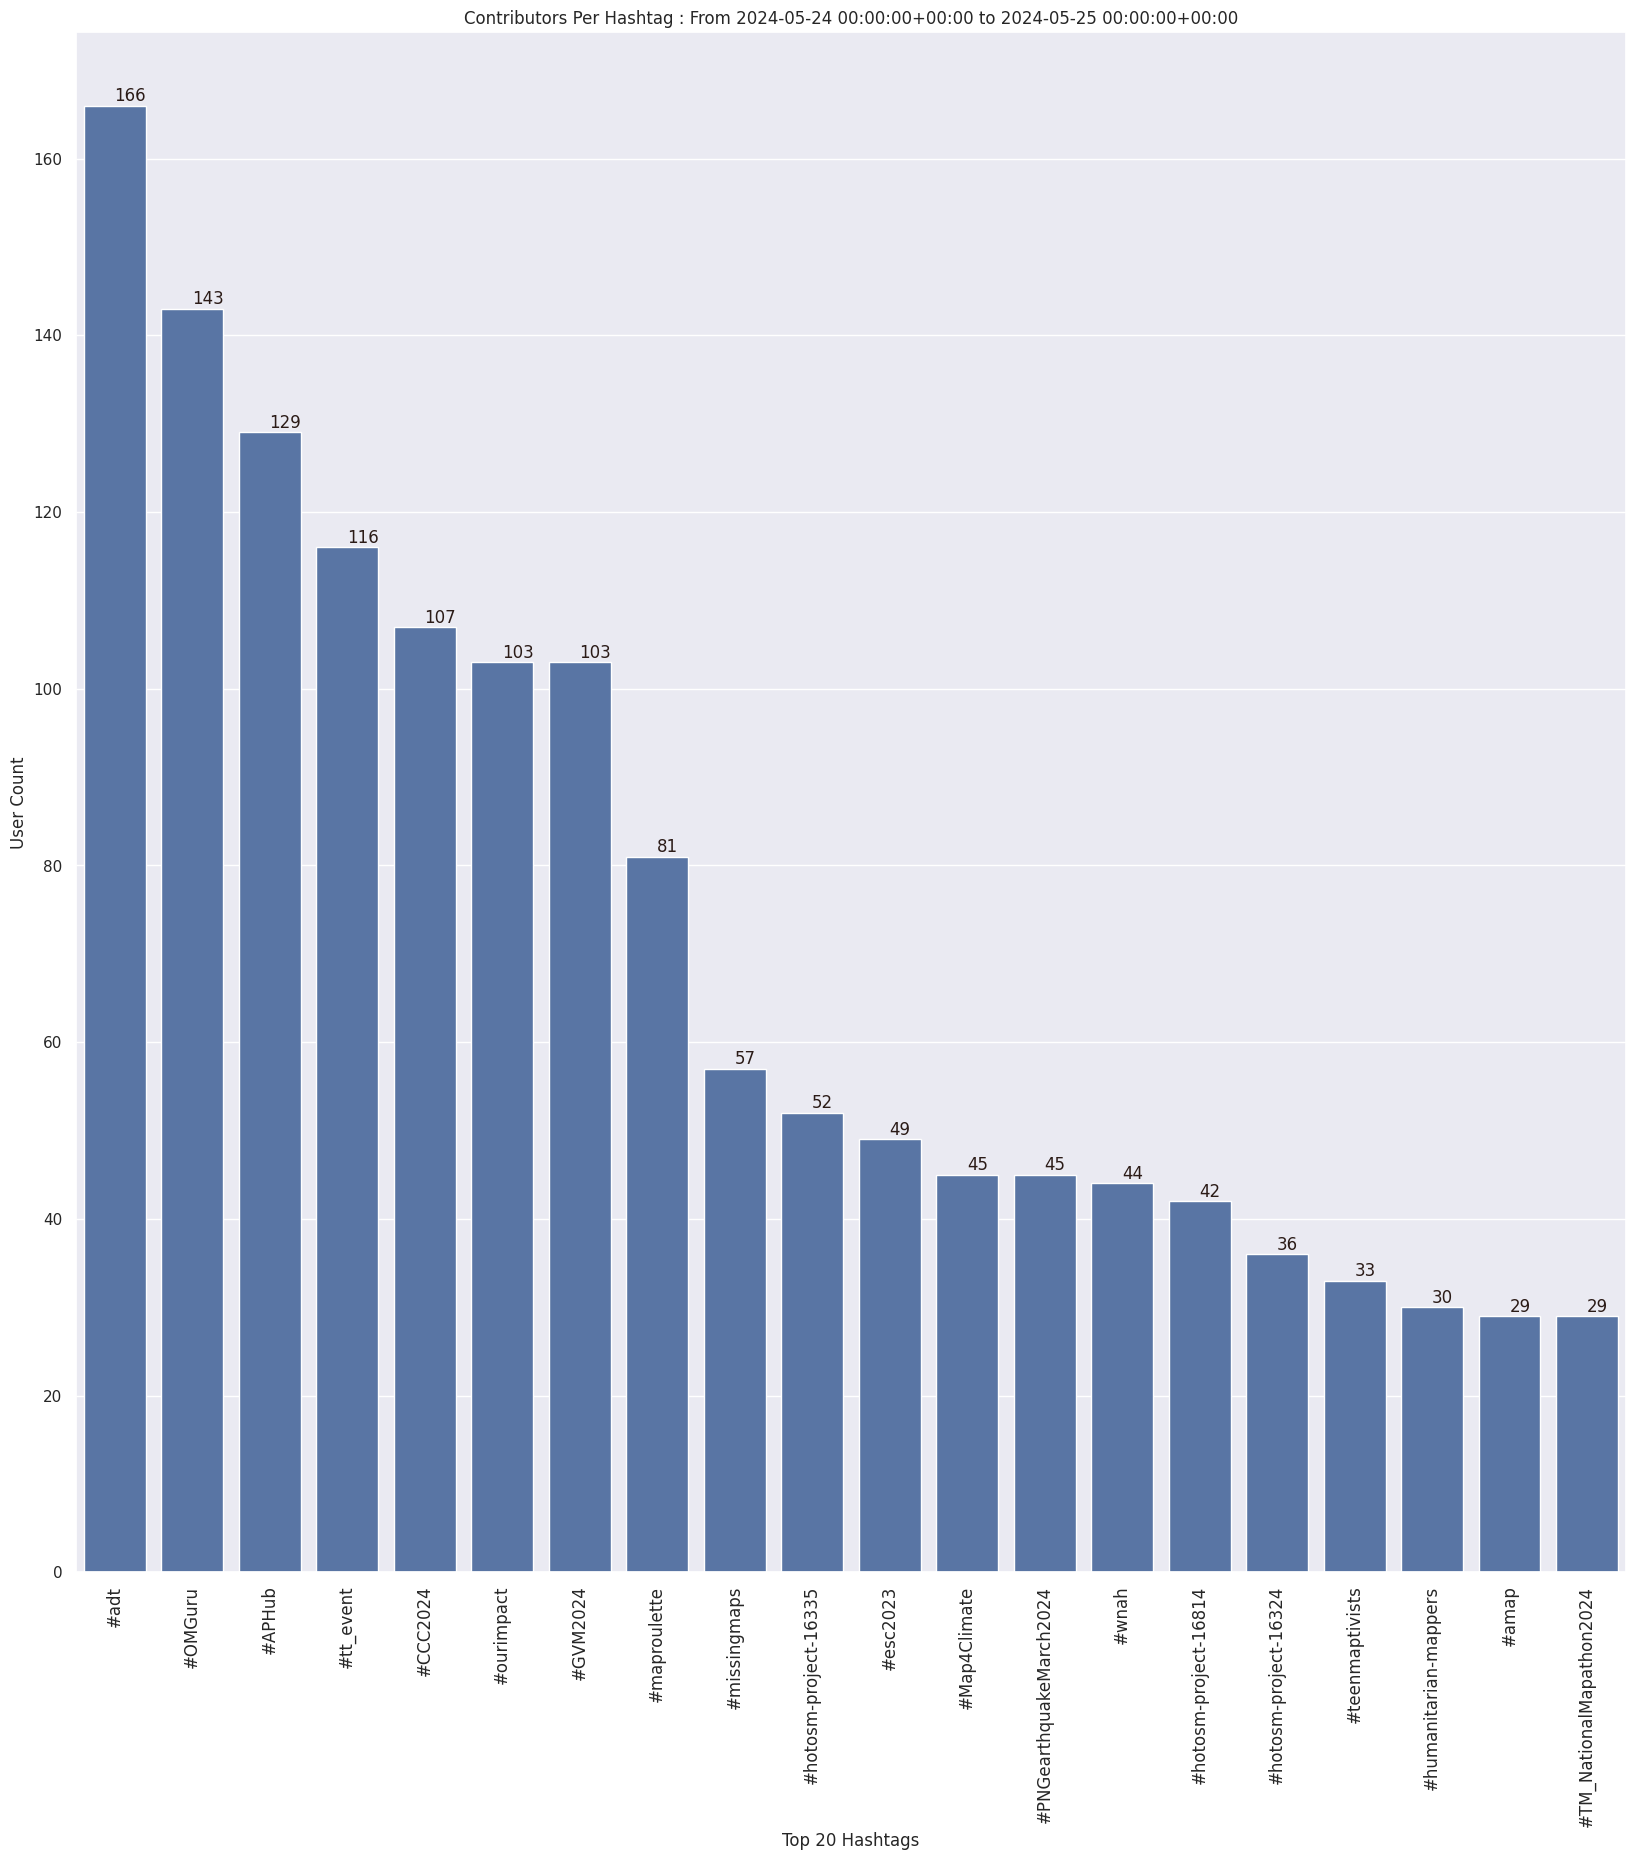 Contributors Per Hashtag : From 2024-05-24 00:00:00+00:00 to 2024-05-25 00:00:00+00:00
166
160
143
140
129
120
116
107
103
103
100
81
80
57
60
52
49
45
45
44
42
40
36
33
30
29
29
20
0
User Count
#adt
#OMGuru
#APHub
#tt_event
#CCC2024
#ourimpact
#GVM2024
#maproulette
#missingmaps
#hotosm-project-16335
#esc2023
#Map4Climate
#PNGearthquakeMarch2024
#wnah
#hotosm-project-16814
#hotosm-project-16324
#teenmaptivists
#humanitarian-mappers
#amap
#TM_NationalMapathon2024
Top 20 Hashtags